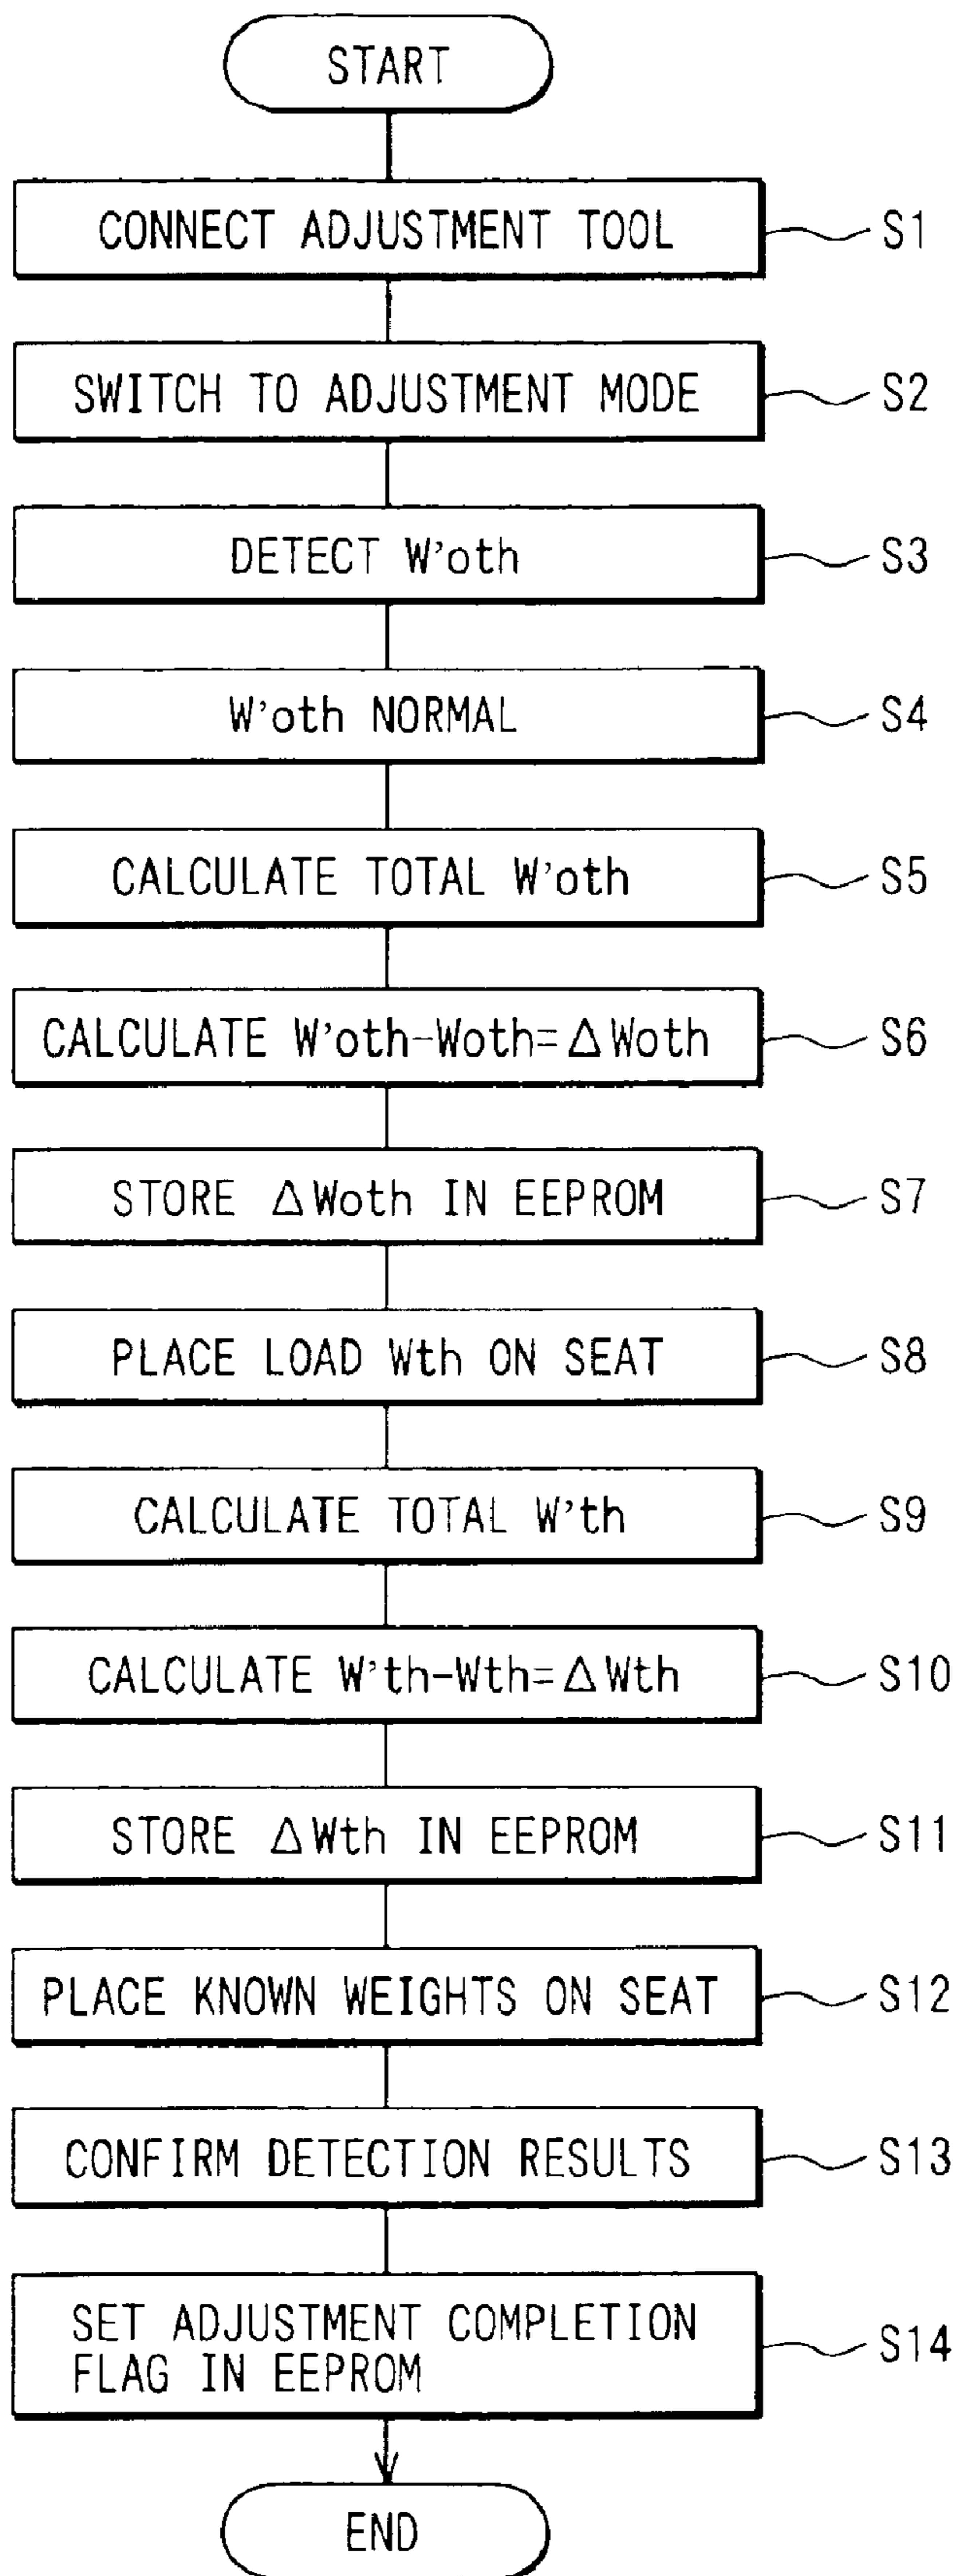 START
CONNECT ADJUSTMENT TOOL
S1
SWITCH TO ADJUSTMENT MODE
S2
DETECT W'oth
S3
W'oth NORMAL
S4
CALCULATE TOTAL W'oth
S5
CALCULATE W'oth-Woth=ΔWoth
S6
STORE ΔWoth IN EEPROM
S7
PLACE LOAD Wth ON SEAT
S8
CALCULATE TOTAL W'th
S9
CALCULATE W'th-Wth=ΔWth
S10
STORE ΔWth IN EEPROM
S11
PLACE KNOWN WEIGHTS ON SEAT
S12
CONFIRM DETECTION RESULTS
S13
SET ADJUSTMENT COMPLETION
FLAG IN EEPROM
S14
END